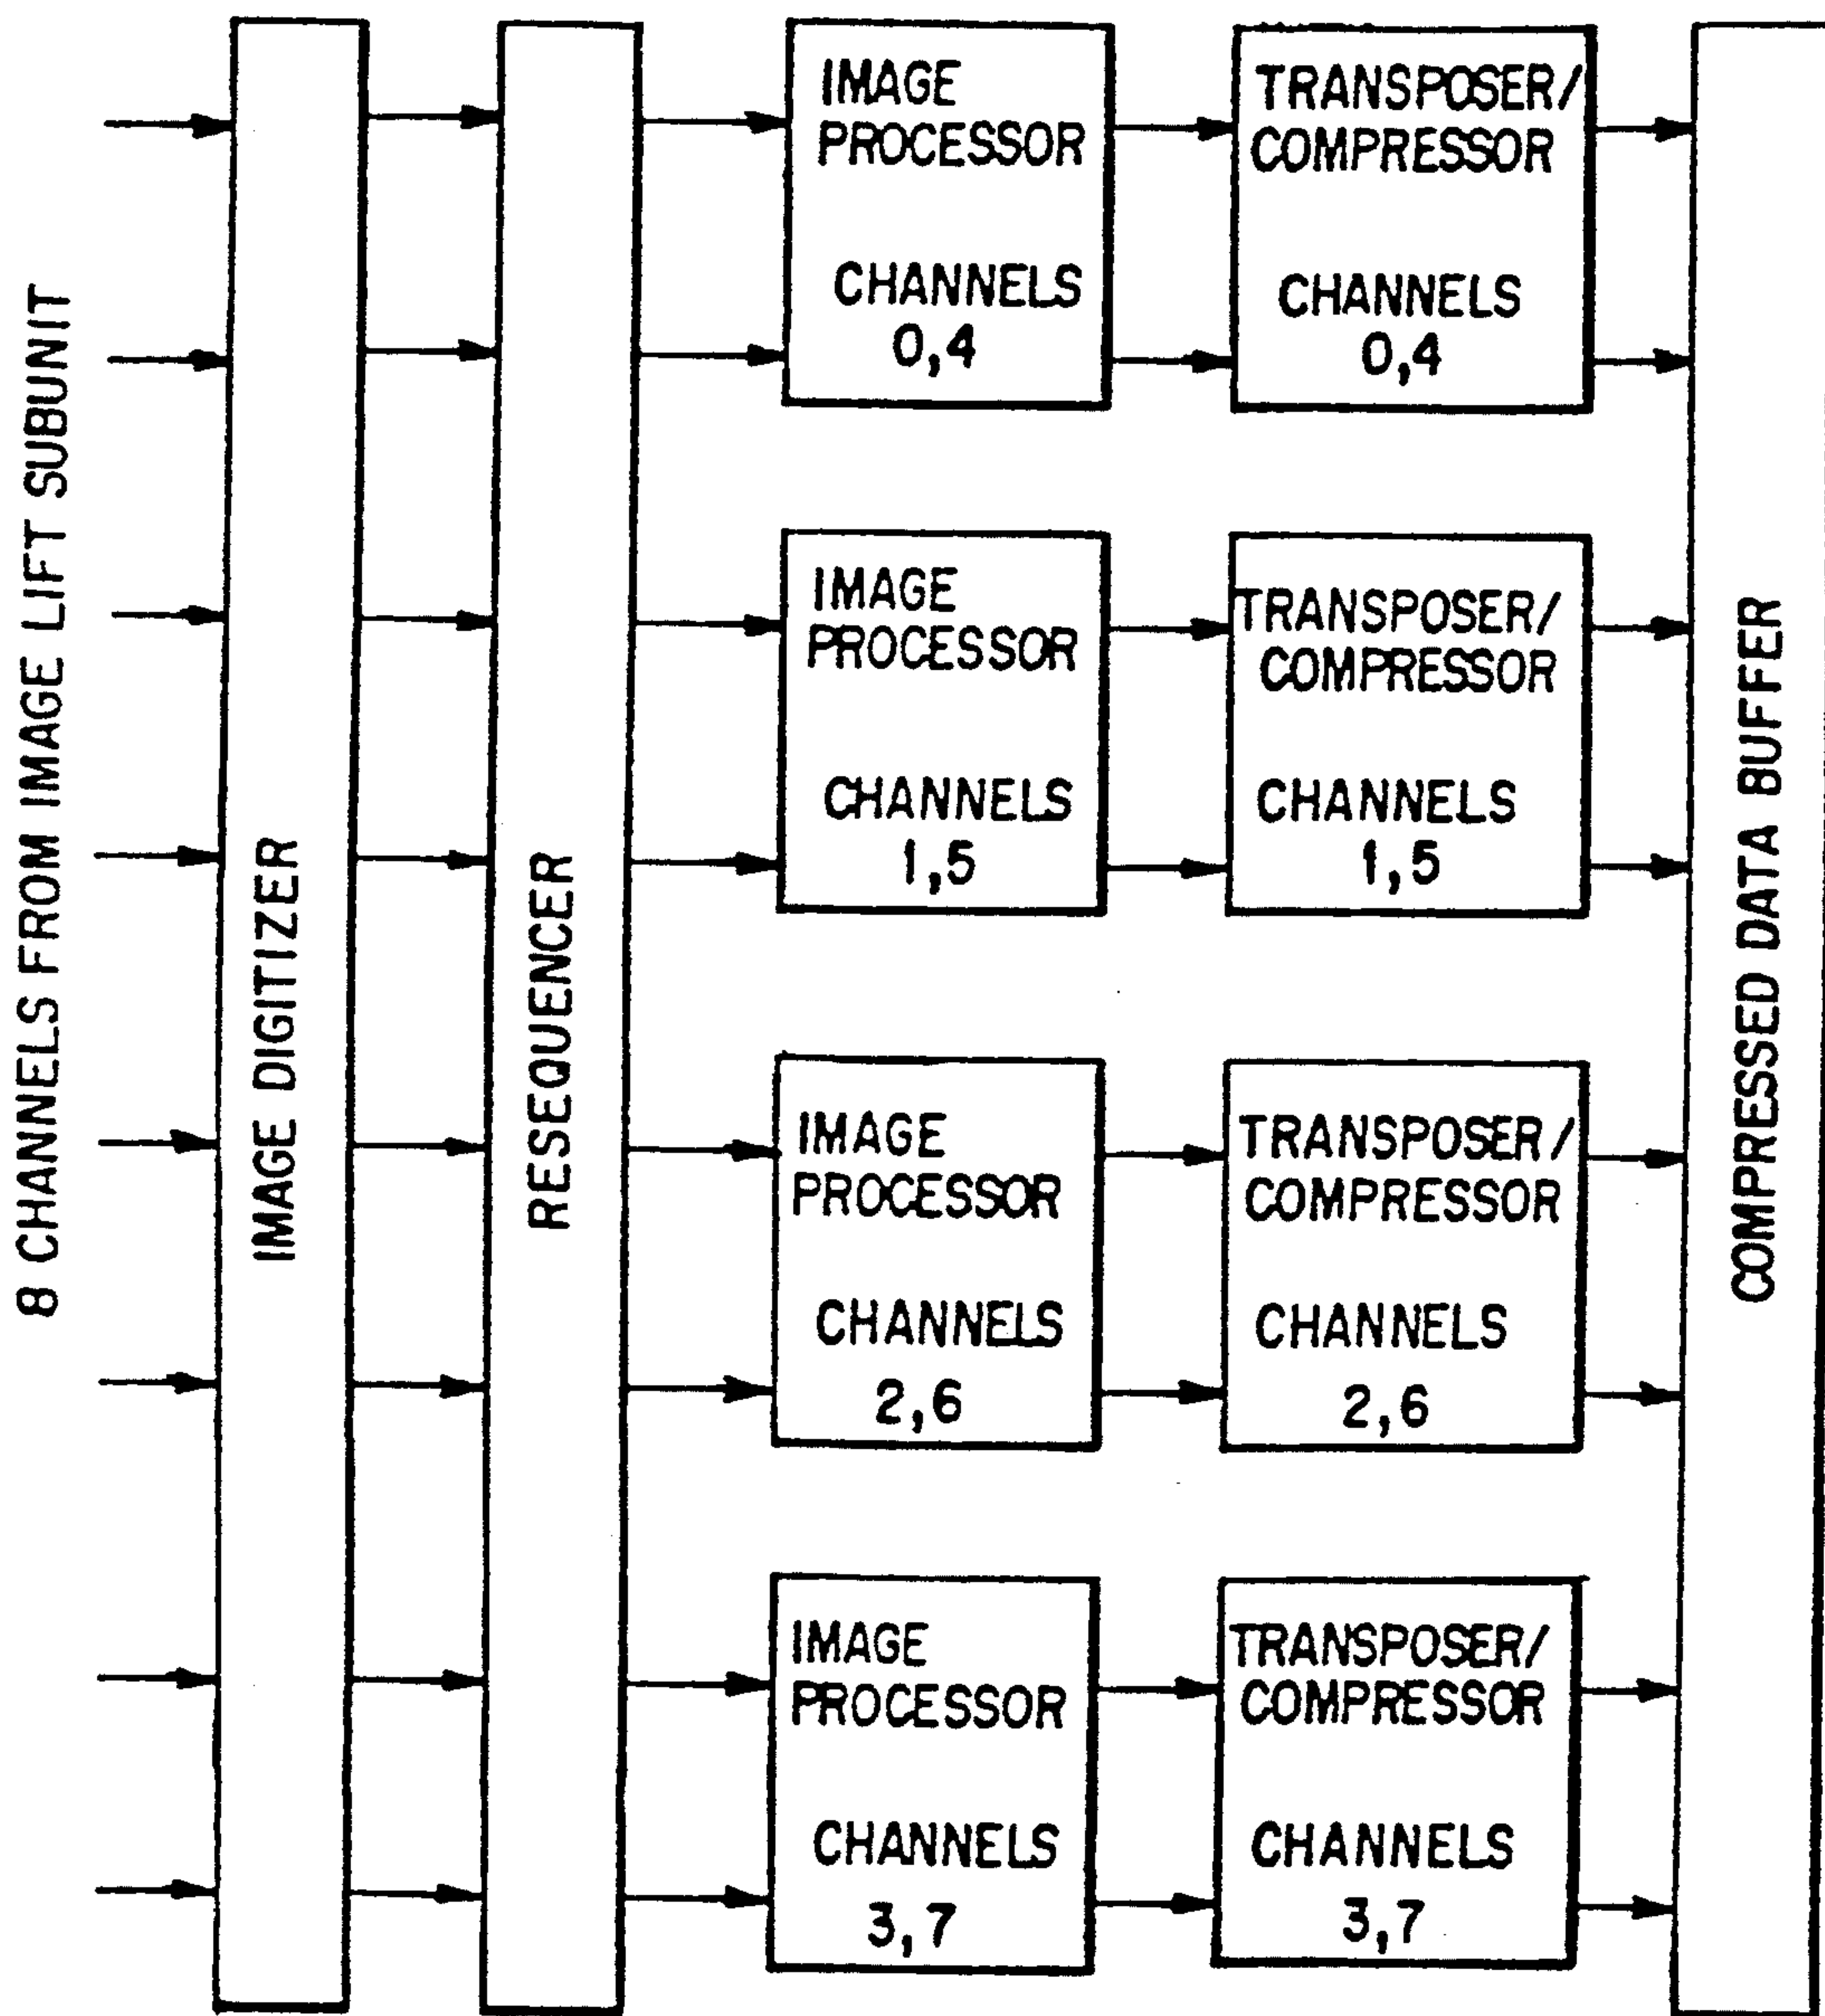 8 CHANNELS FROM IMAGE LIFT SUBUNIT
IMAGE DIGITIZER
RESEQUENCER
IMAGE
PROCESSOR
CHANNELS
0,4
TRANSPOSER/
COMPRESSOR
CHANNELS
0,4
IMAGE
PROCESSOR
CHANNELS
1,5
TRANSPOSER/
COMPRESSOR
CHANNELS
1,5
IMAGE
PROCESSOR
CHANNELS
2,6
TRANSPOSER/
COMPRESSOR
CHANNELS
2,6
IMAGE
PROCESSOR
CHANNELS
3,7
TRANSPOSER/
COMPRESSOR
CHANNELS
3,7
COMPRESSED DATA BUFFER